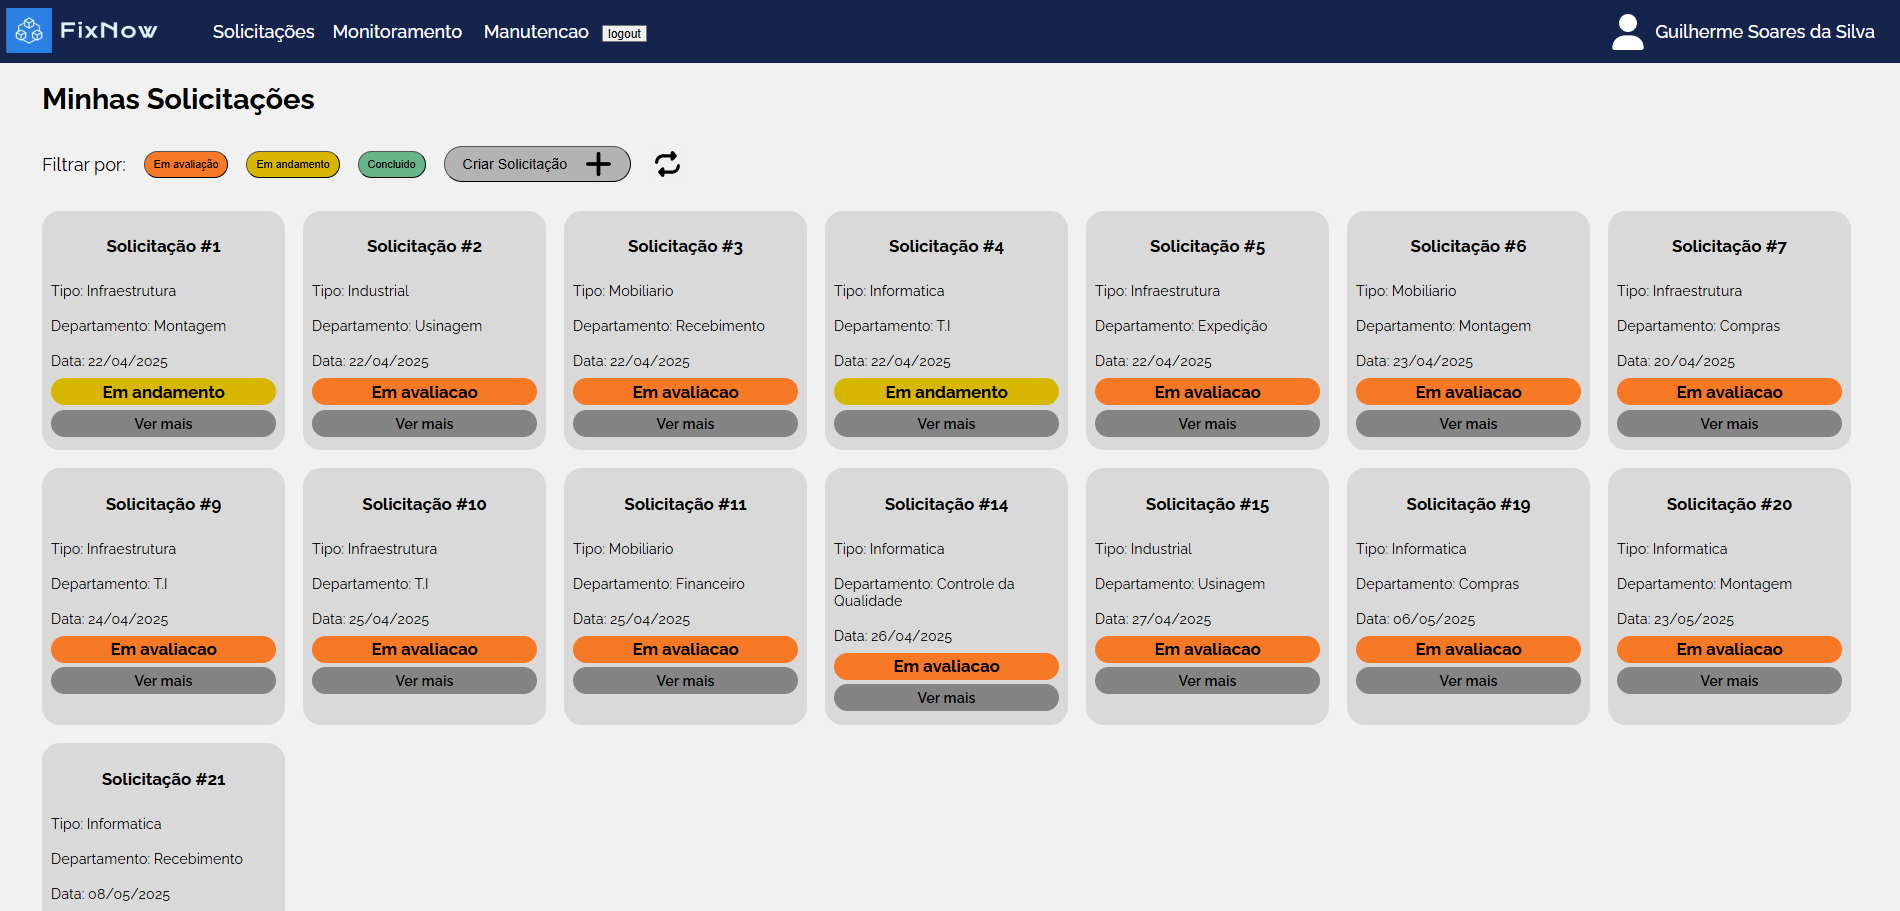 FixNow
Solicitações Monitoramento Manutencao logout
Guilherme Soares da Silva
Minhas Solicitações
Filtrar por: Em avaliação Em andamento Concluido Criar Solicitação
Solicitação #1
Tipo: Infraestrutura
Departamento: Montagem
Data: 22/04/2025
Em andamento
Ver mais
Solicitação #2
Tipo: Industrial
Departamento: Usinagem
Data: 22/04/2025
Em avaliacao
Ver mais
Solicitação #3
Tipo: Mobiliario
Departamento: Recebimento
Data: 22/04/2025
Em avaliacao
Ver mais
Solicitação #4
Tipo: Informatica
Departamento: T.I
Data: 22/04/2025
Em andamento
Ver mais
Solicitação #5
Tipo: Infraestrutura
Departamento: Expedição
Data: 22/04/2025
Em avaliacao
Ver mais
Solicitação #6
Tipo: Mobiliario
Departamento: Montagem
Data: 23/04/2025
Em avaliacao
Ver mais
Solicitação #7
Tipo: Infraestrutura
Departamento: Compras
Data: 20/04/2025
Em avaliacao
Ver mais
Solicitação #9
Tipo: Infraestrutura
Departamento: T.I
Data: 24/04/2025
Em avaliacao
Ver mais
Solicitação #10
Tipo: Infraestrutura
Departamento: T.I
Data: 25/04/2025
Em avaliacao
Ver mais
Solicitação #11
Tipo: Mobiliario
Departamento: Financeiro
Data: 25/04/2025
Em avaliacao
Ver mais
Solicitação #14
Tipo: Informatica
Departamento: Controle da
Qualidade
Data: 26/04/2025
Em avaliacao
Ver mais
Solicitação #15
Tipo: Industrial
Departamento: Usinagem
Data: 27/04/2025
Em avaliacao
Ver mais
Solicitação #19
Tipo: Informatica
Departamento: Compras
Data: 06/05/2025
Em avaliacao
Ver mais
Solicitação #20
Tipo: Informatica
Departamento: Montagem
Data: 23/05/2025
Em avaliacao
Ver mais
Solicitação #21
Tipo: Informatica
Departamento: Recebimento
Data: 08/05/2025